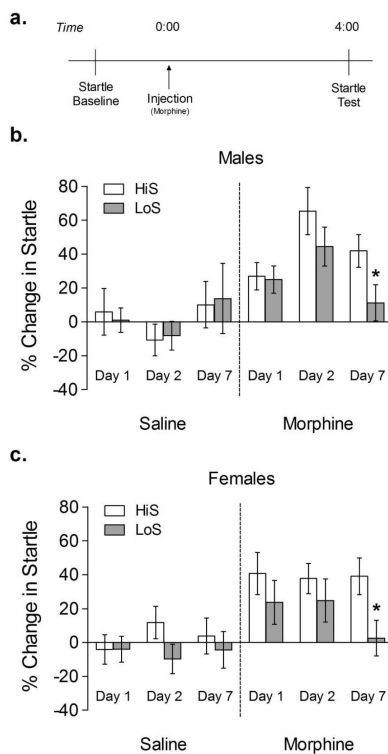 a.
Time 0:00 4:00
Startle Baseline
Injection
(Morphine)
Startle Test
b.
Males
% Change in Startle
80
60
40
20
0
-20
-40
HiS
LoS
*
Day 1 Day 2 Day 7 Day 1 Day 2 Day 7
Saline Morphine
c.
Females
% Change in Startle
80
60
40
20
0
-20
-40
HiS
LoS
*
Day 1 Day 2 Day 7 Day 1 Day 2 Day 7
Saline Morphine